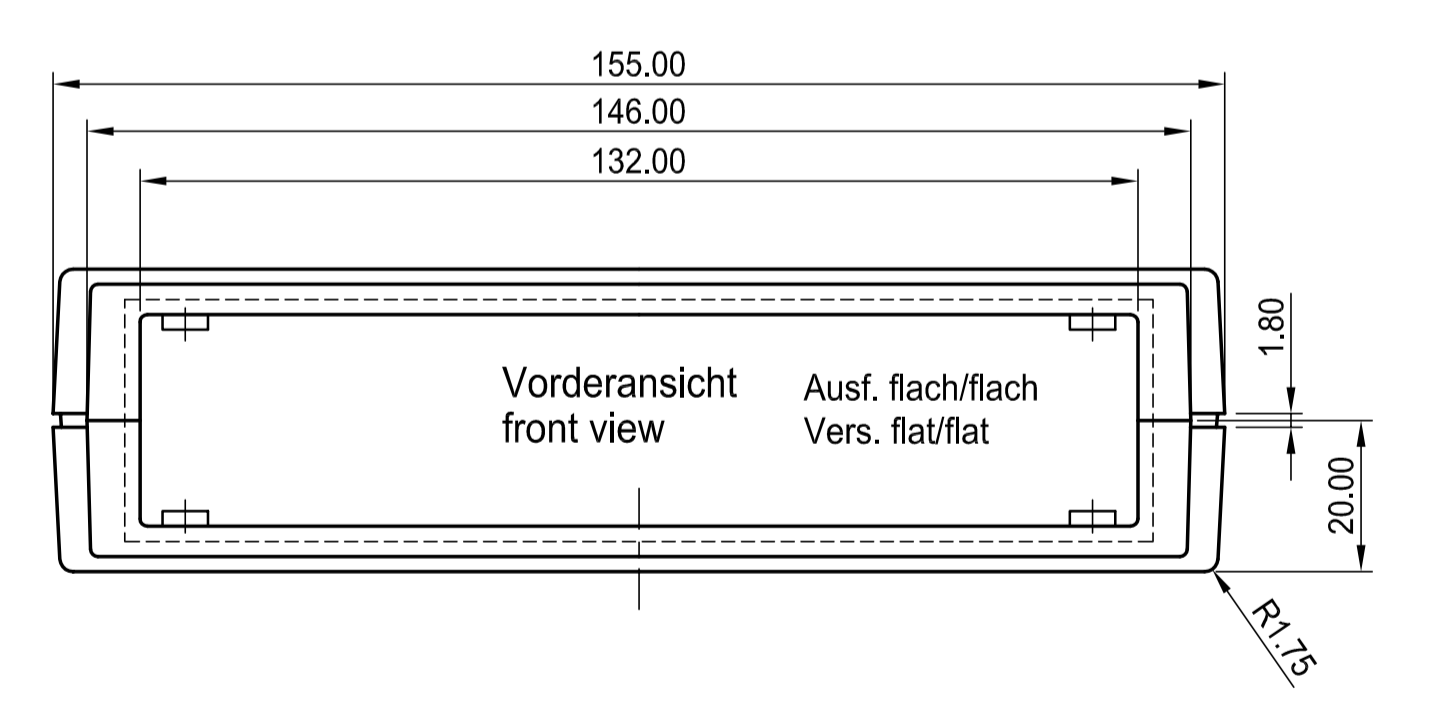 155.00
146.00
132.00
1.80
Vorderansicht
front view
Ausf. flach/flach
Vers. flat/flat
20.00
R1.75